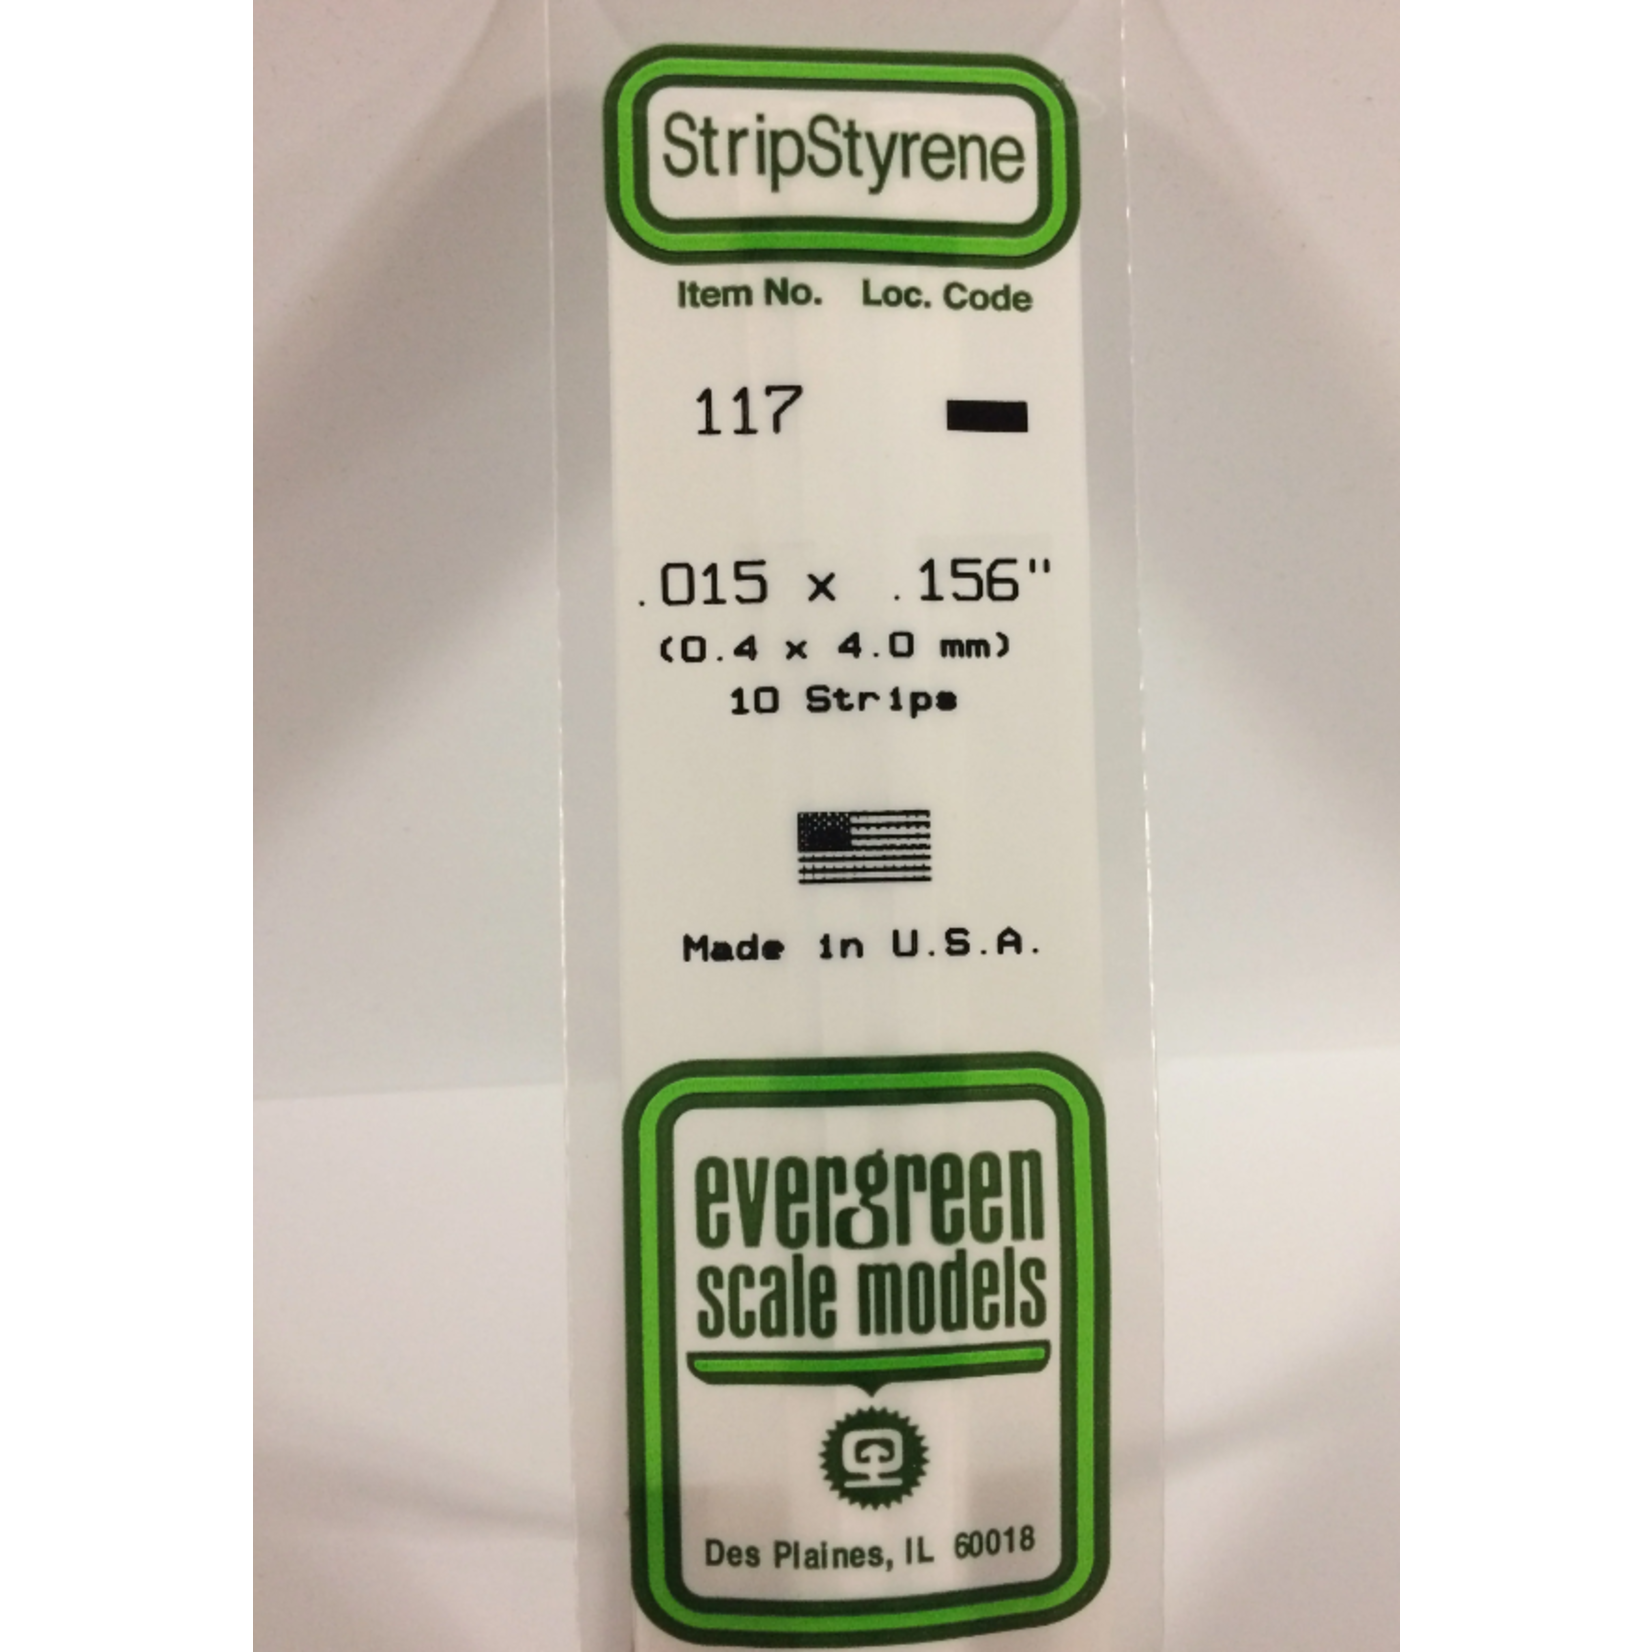 StripStyrene
Item No. Loc. Code
117
.015 x .156"
(0.4 x 4.0 mm)
10 Strips
Made in U.S.A.
evergreen
scale models
Des Plaines, IL 60018